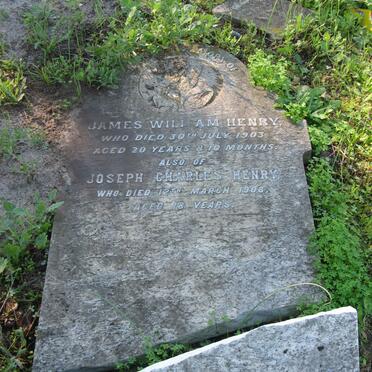 JAMES WILLIAM HENRY
WHO DIED 30TH JULY 1903
AGED 20 YEARS & 10 MONTHS.
ALSO OF
JOSEPH CHARLES HENRY
WHO DIED 12TH MARCH 1908.
AGED 18 YEARS.